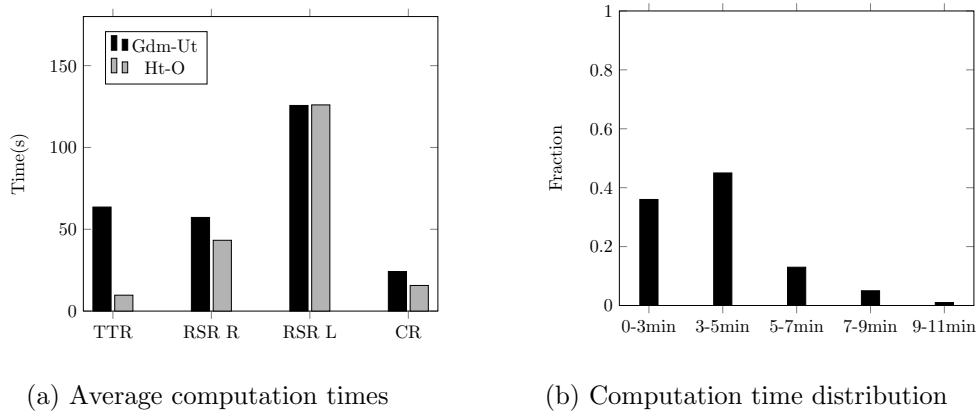 Time(s)
150
100
50
0
Gdm-Ut
Ht-O
TTR RSR R RSR L CR
(a) Average computation times
Fraction
1
0.8
0.6
0.4
0.2
0
0-3min 3-5min 5-7min 7-9min 9-11min
(b) Computation time distribution